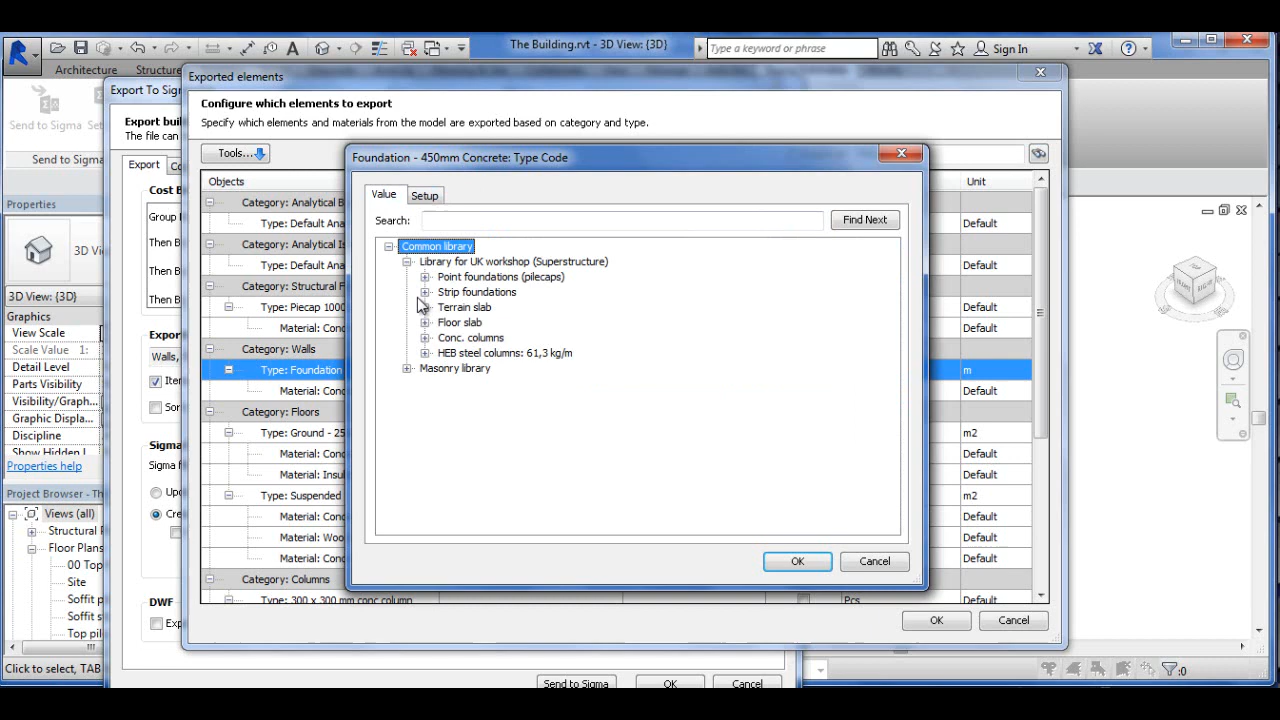 The Building.rvt - 3D View: {3D}
Type a keyword or phrase
Sign In
Architecture
Structure
Exported elements
Export To Sig
Configure which elements to export
Specify which elements and materials from the model are exported based on category and type.
Export buil
The file can
Send to Sigma
Send to Sigma
Tools...
Export
Objects
Unit
Foundation - 450mm Concrete: Type Code
Value
Setup
Search:
Find Next
Common library
Library for UK workshop (Superstructure)
Point foundations (pilecaps)
Strip foundations
Terrain slab
Floor slab
Conc. columns
HEB steel columns: 61,3 kg/m
Masonry library
OK
Cancel
Category: Analytical B
Type: Default Ana
Default
Category: Analytical Is
Type: Default Ana
Default
Category: Structural F
Type: Piecap 1000
Default
Material: Conc
Default
Category: Walls
Type: Foundation
m
Material: Conc
Default
Category: Floors
Type: Ground - 25
m2
Material: Conc
Default
Material: Insul
Default
Type: Suspended
m2
Material: Conc
Default
Material: Woo
Default
Material: Conc
Default
Category: Columns
Type: 300 x 300 mm conc column
Pcs
OK
Cancel
Cost B
Group
Then B
Then B
Then B
Export
Walls,
Iter
Sor
Sigma
Sigma f
Upd
Cre
DWF
Exp
Send to Sigma
OK
Cancel
Properties
3D Vi
3D View: {3D}
Graphics
View Scale
Scale Value 1:
Detail Level
Parts Visibility
Visibility/Graph...
Graphic Displa...
Discipline
Show Hidden L
Properties help
Project Browser - Th
Views (all)
Structural P
Floor Plans
00 Top
Site
Soffit p
Soffit s
Top pil
Click to select, TAB
:0